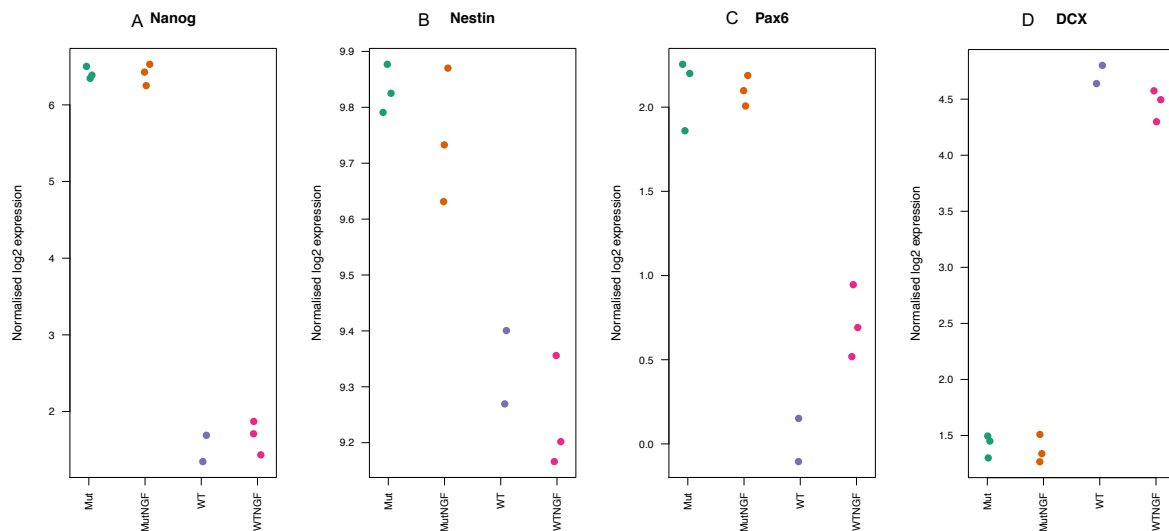 A Nanog
Normalised log2 expression
6
5
4
3
2
Mut
MutNGF
WT
WTNGF
B Nestin
Normalised log2 expression
9.9
9.8
9.7
9.6
9.5
9.4
9.3
9.2
Mut
MutNGF
WT
WTNGF
C Pax6
Normalised log2 expression
2.0
1.5
1.0
0.5
0.0
Mut
MutNGF
WT
WTNGF
D DCX
Normalised log2 expression
4.5
4.0
3.5
3.0
2.5
2.0
1.5
Mut
MutNGF
WT
WTNGF